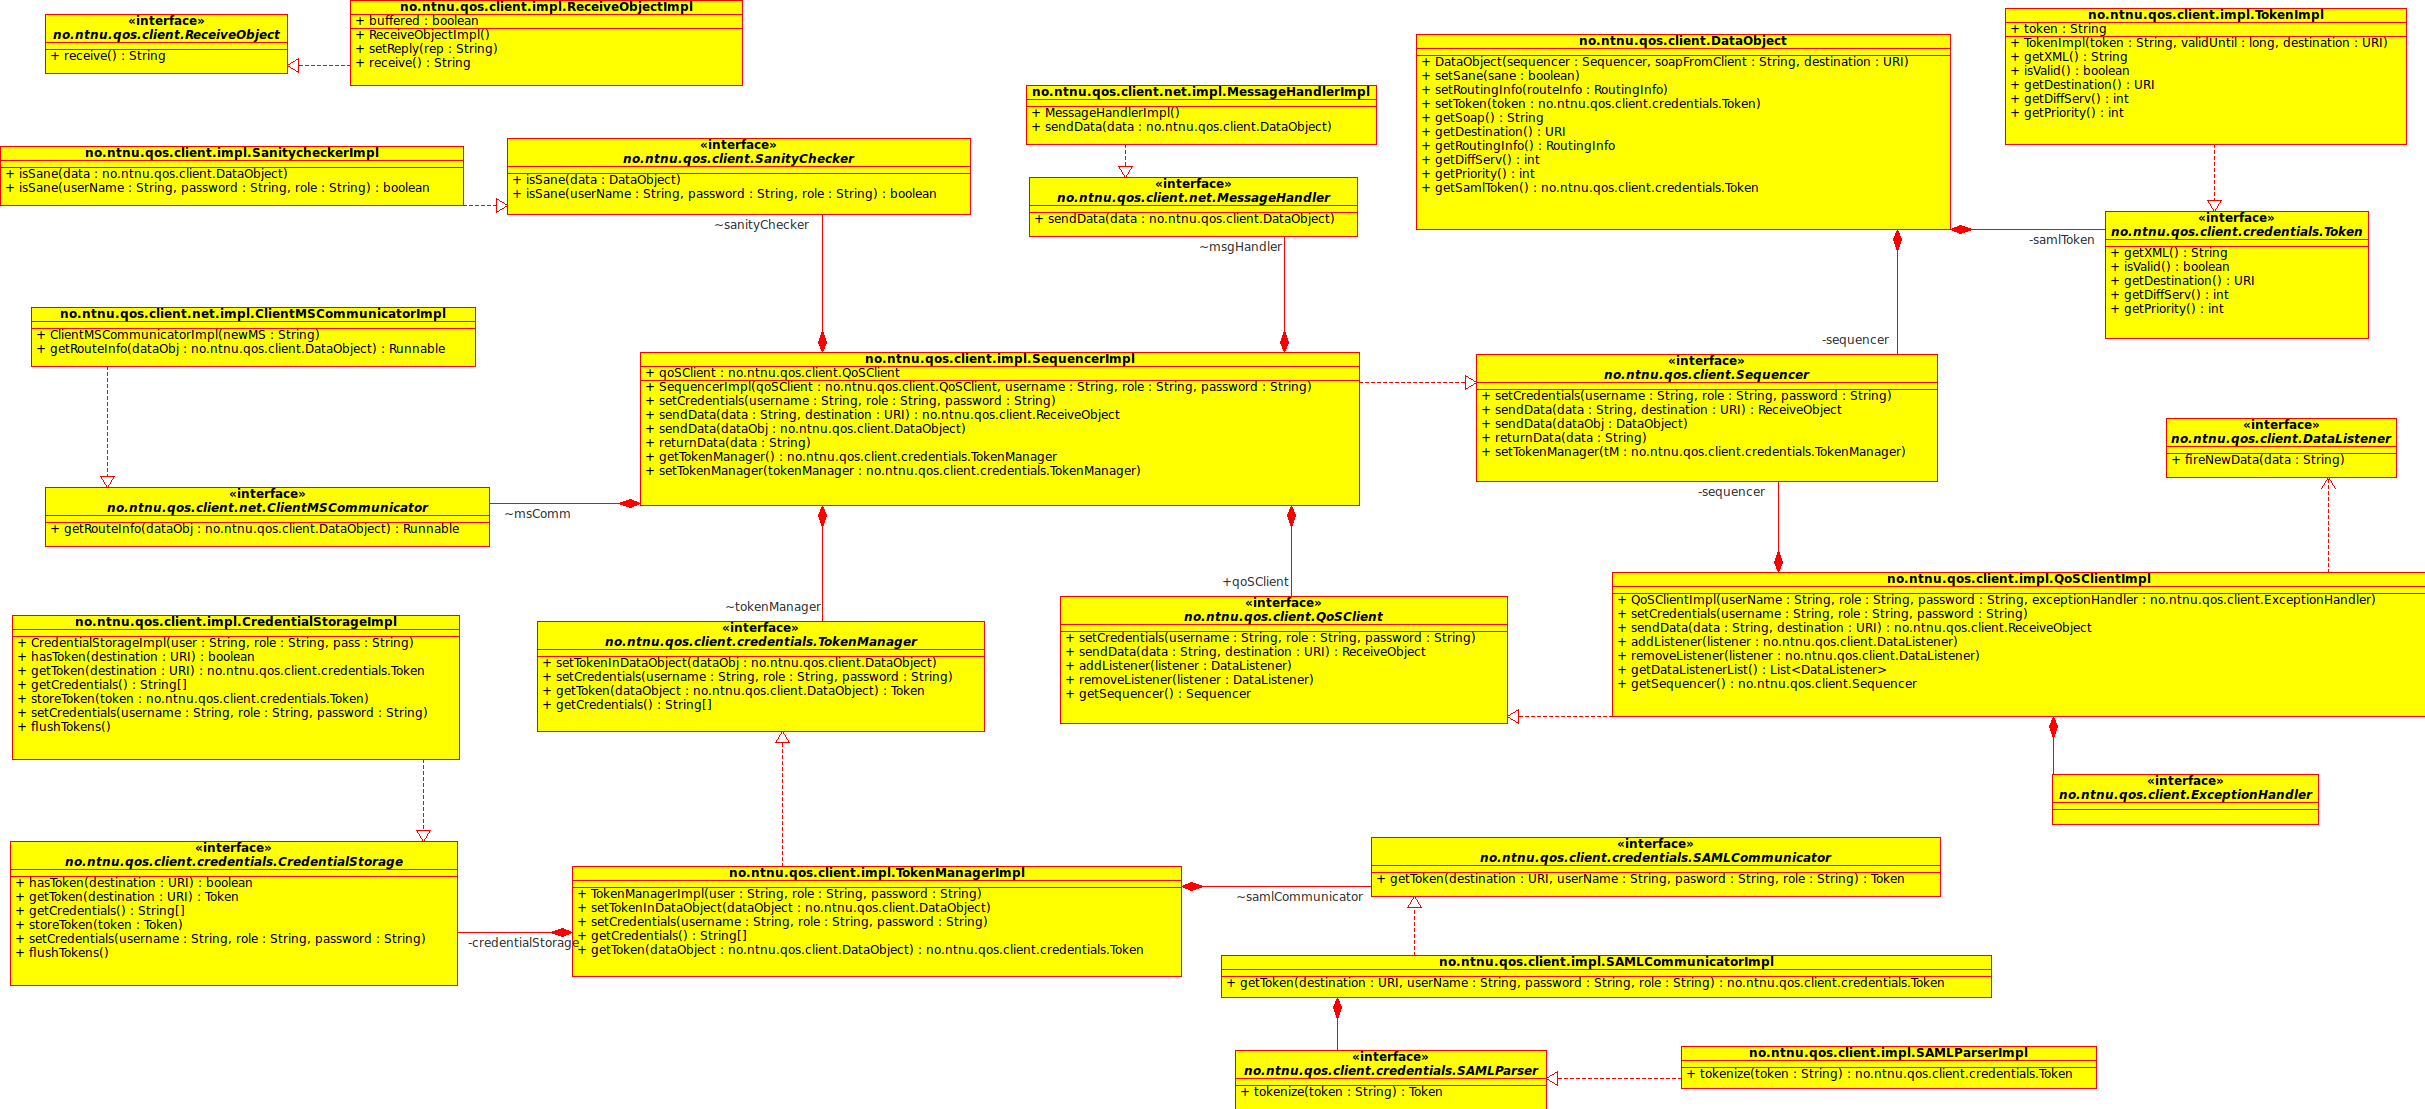 «interface»
no.ntnu.qos.client.ReceiveObject
+ receive() : String
no.ntnu.qos.client.impl.ReceiveObjectImpl
+ buffered : boolean
+ ReceiveObjectImpl()
+ setReply(rep : String)
+ receive() : String
no.ntnu.qos.client.impl.SanitycheckerImpl
+ isSane(data : no.ntnu.qos.client.DataObject)
+ isSane(userName : String, password : String, role : String) : boolean
«interface»
no.ntnu.qos.client.SanityChecker
+ isSane(data : DataObject)
+ isSane(userName : String, password : String, role : String) : boolean
~sanityChecker
no.ntnu.qos.client.net.impl.MessageHandlerImpl
+ MessageHandlerImpl()
+ sendData(data : no.ntnu.qos.client.DataObject)
«interface»
no.ntnu.qos.client.net.MessageHandler
+ sendData(data : no.ntnu.qos.client.DataObject)
~msgHandler
no.ntnu.qos.client.DataObject
+ DataObject(sequencer : Sequencer, soapFromClient : String, destination : URI)
+ setSane(sane : boolean)
+ setRoutingInfo(routeInfo : RoutingInfo)
+ setToken(token : no.ntnu.qos.client.credentials.Token)
+ getSoap() : String
+ getDestination() : URI
+ getRoutingInfo() : RoutingInfo
+ getDiffServ() : int
+ getPriority() : int
+ getSamlToken() : no.ntnu.qos.client.credentials.Token
no.ntnu.qos.client.impl.TokenImpl
+ token : String
+ TokenImpl(token : String, validUntil : long, destination : URI)
+ getXML() : String
+ isValid() : boolean
+ getDestination() : URI
+ getDiffServ() : int
+ getPriority() : int
-samlToken
«interface»
no.ntnu.qos.client.credentials.Token
+ getXML() : String
+ isValid() : boolean
+ getDestination() : URI
+ getDiffServ() : int
+ getPriority() : int
no.ntnu.qos.client.net.impl.ClientMSCommunicatorImpl
+ ClientMSCommunicatorImpl(newMS : String)
+ getRouteInfo(dataObj : no.ntnu.qos.client.DataObject) : Runnable
«interface»
no.ntnu.qos.client.net.ClientMSCommunicator
+ getRouteInfo(dataObj : no.ntnu.qos.client.DataObject) : Runnable
~msComm
no.ntnu.qos.client.impl.SequencerImpl
+ qoSClient : no.ntnu.qos.client.QoSClient
+ SequencerImpl(qoSClient : no.ntnu.qos.client.QoSClient, username : String, role : String, password : String)
+ setCredentials(username : String, role : String, password : String)
+ sendData(data : String, destination : URI) : no.ntnu.qos.client.ReceiveObject
+ sendData(dataObj : no.ntnu.qos.client.DataObject)
+ returnData(data : String)
+ getTokenManager() : no.ntnu.qos.client.credentials.TokenManager
+ setTokenManager(tokenManager : no.ntnu.qos.client.credentials.TokenManager)
-sequencer
«interface»
no.ntnu.qos.client.Sequencer
+ setCredentials(username : String, role : String, password : String)
+ sendData(data : String, destination : URI) : ReceiveObject
+ sendData(dataObj : DataObject)
+ returnData(data : String)
+ setTokenManager(tM : no.ntnu.qos.client.credentials.TokenManager)
-sequencer
«interface»
no.ntnu.qos.client.DataListener
+ fireNewData(data : String)
no.ntnu.qos.client.impl.CredentialStorageImpl
+ CredentialStorageImpl(user : String, role : String, pass : String)
+ hasToken(destination : URI) : boolean
+ getToken(destination : URI) : no.ntnu.qos.client.credentials.Token
+ getCredentials() : String[]
+ storeToken(token : no.ntnu.qos.client.credentials.Token)
+ setCredentials(username : String, role : String, password : String)
+ flushTokens()
~tokenManager
«interface»
no.ntnu.qos.client.credentials.TokenManager
+ setTokenInDataObject(dataObj : no.ntnu.qos.client.DataObject)
+ setCredentials(username : String, role : String, password : String)
+ getToken(dataObject : no.ntnu.qos.client.DataObject) : Token
+ getCredentials() : String[]
+qoSClient
«interface»
no.ntnu.qos.client.QoSClient
+ setCredentials(username : String, role : String, password : String)
+ sendData(data : String, destination : URI) : ReceiveObject
+ addListener(listener : DataListener)
+ removeListener(listener : DataListener)
+ getSequencer() : Sequencer
no.ntnu.qos.client.impl.QoSClientImpl
+ QoSClientImpl(userName : String, role : String, password : String, exceptionHandler : no.ntnu.qos.client.ExceptionHandler)
+ setCredentials(username : String, role : String, password : String)
+ sendData(data : String, destination : URI) : no.ntnu.qos.client.ReceiveObject
+ addListener(listener : no.ntnu.qos.client.DataListener)
+ removeListener(listener : no.ntnu.qos.client.DataListener)
+ getDataListenerList() : List<DataListener>
+ getSequencer() : no.ntnu.qos.client.Sequencer
«interface»
no.ntnu.qos.client.ExceptionHandler
«interface»
no.ntnu.qos.client.credentials.CredentialStorage
+ hasToken(destination : URI) : boolean
+ getToken(destination : URI) : Token
+ getCredentials() : String[]
+ storeToken(token : Token)
+ setCredentials(username : String, role : String, password : String)
+ flushTokens()
-credentialStorage
no.ntnu.qos.client.impl.TokenManagerImpl
+ TokenManagerImpl(user : String, role : String, password : String)
+ setTokenInDataObject(dataObject : no.ntnu.qos.client.DataObject)
+ setCredentials(username : String, role : String, password : String)
+ getCredentials() : String[]
+ getToken(dataObject : no.ntnu.qos.client.DataObject) : no.ntnu.qos.client.credentials.Token
~samlCommunicator
«interface»
no.ntnu.qos.client.credentials.SAMLCommunicator
+ getToken(destination : URI, userName : String, pasword : String, role : String) : Token
no.ntnu.qos.client.impl.SAMLCommunicatorImpl
+ getToken(destination : URI, userName : String, password : String, role : String) : no.ntnu.qos.client.credentials.Token
«interface»
no.ntnu.qos.client.credentials.SAMLParser
+ tokenize(token : String) : Token
no.ntnu.qos.client.impl.SAMLParserImpl
+ tokenize(token : String) : no.ntnu.qos.client.credentials.Token